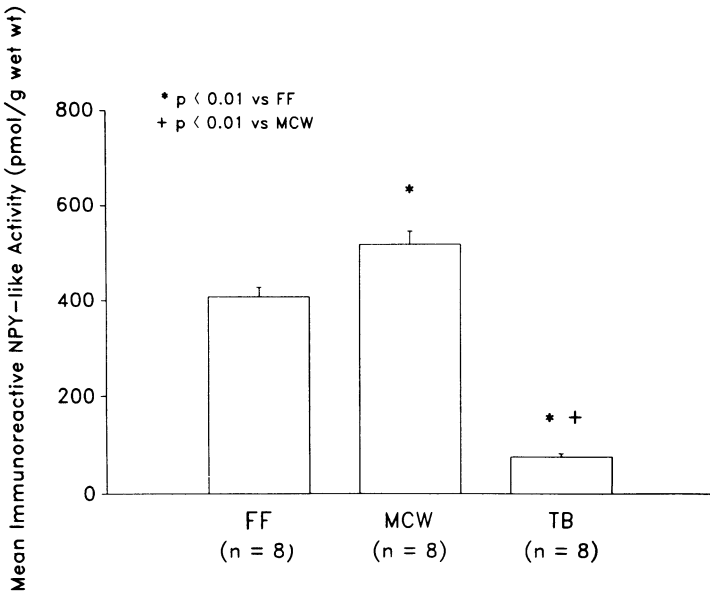 Mean Immunoreactive NPY-like Activity (pmol/g wet wt)
* p < 0.01 vs FF
+ p < 0.01 vs MCW
800
600
400
200
0
*
* +
FF MCW TB
(n = 8) (n = 8) (n = 8)